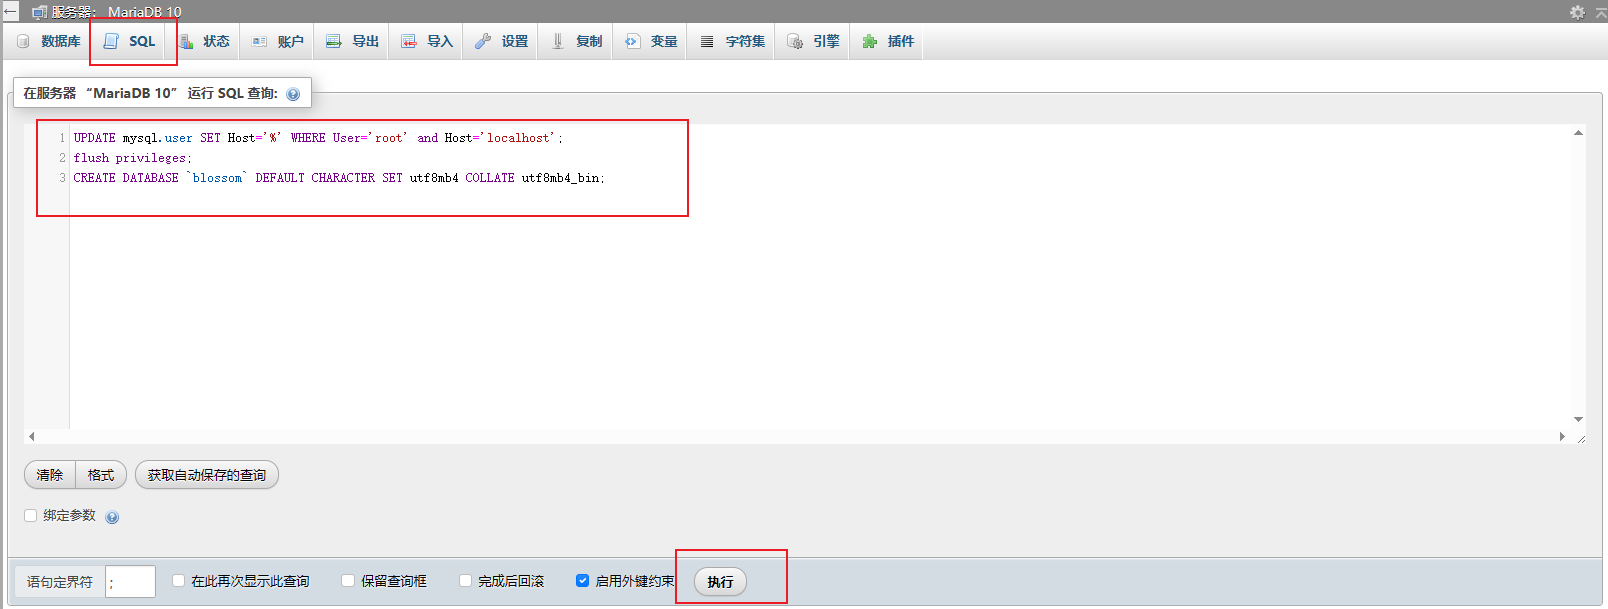 服务器: MariaDB 10
数据库 SQL 状态 账户 导出 导入 设置 复制 变量 字符集 引擎 插件
在服务器 “MariaDB 10” 运行 SQL 查询:
1 UPDATE mysql.user SET Host='%' WHERE User='root' and Host='localhost';
2 flush privileges;
3 CREATE DATABASE `blossom` DEFAULT CHARACTER SET utf8mb4 COLLATE utf8mb4_bin;
清除 格式 获取自动保存的查询
绑定参数
语句定界符 ; 在此再次显示此查询 保留查询框 完成后回滚 启用外键约束 执行